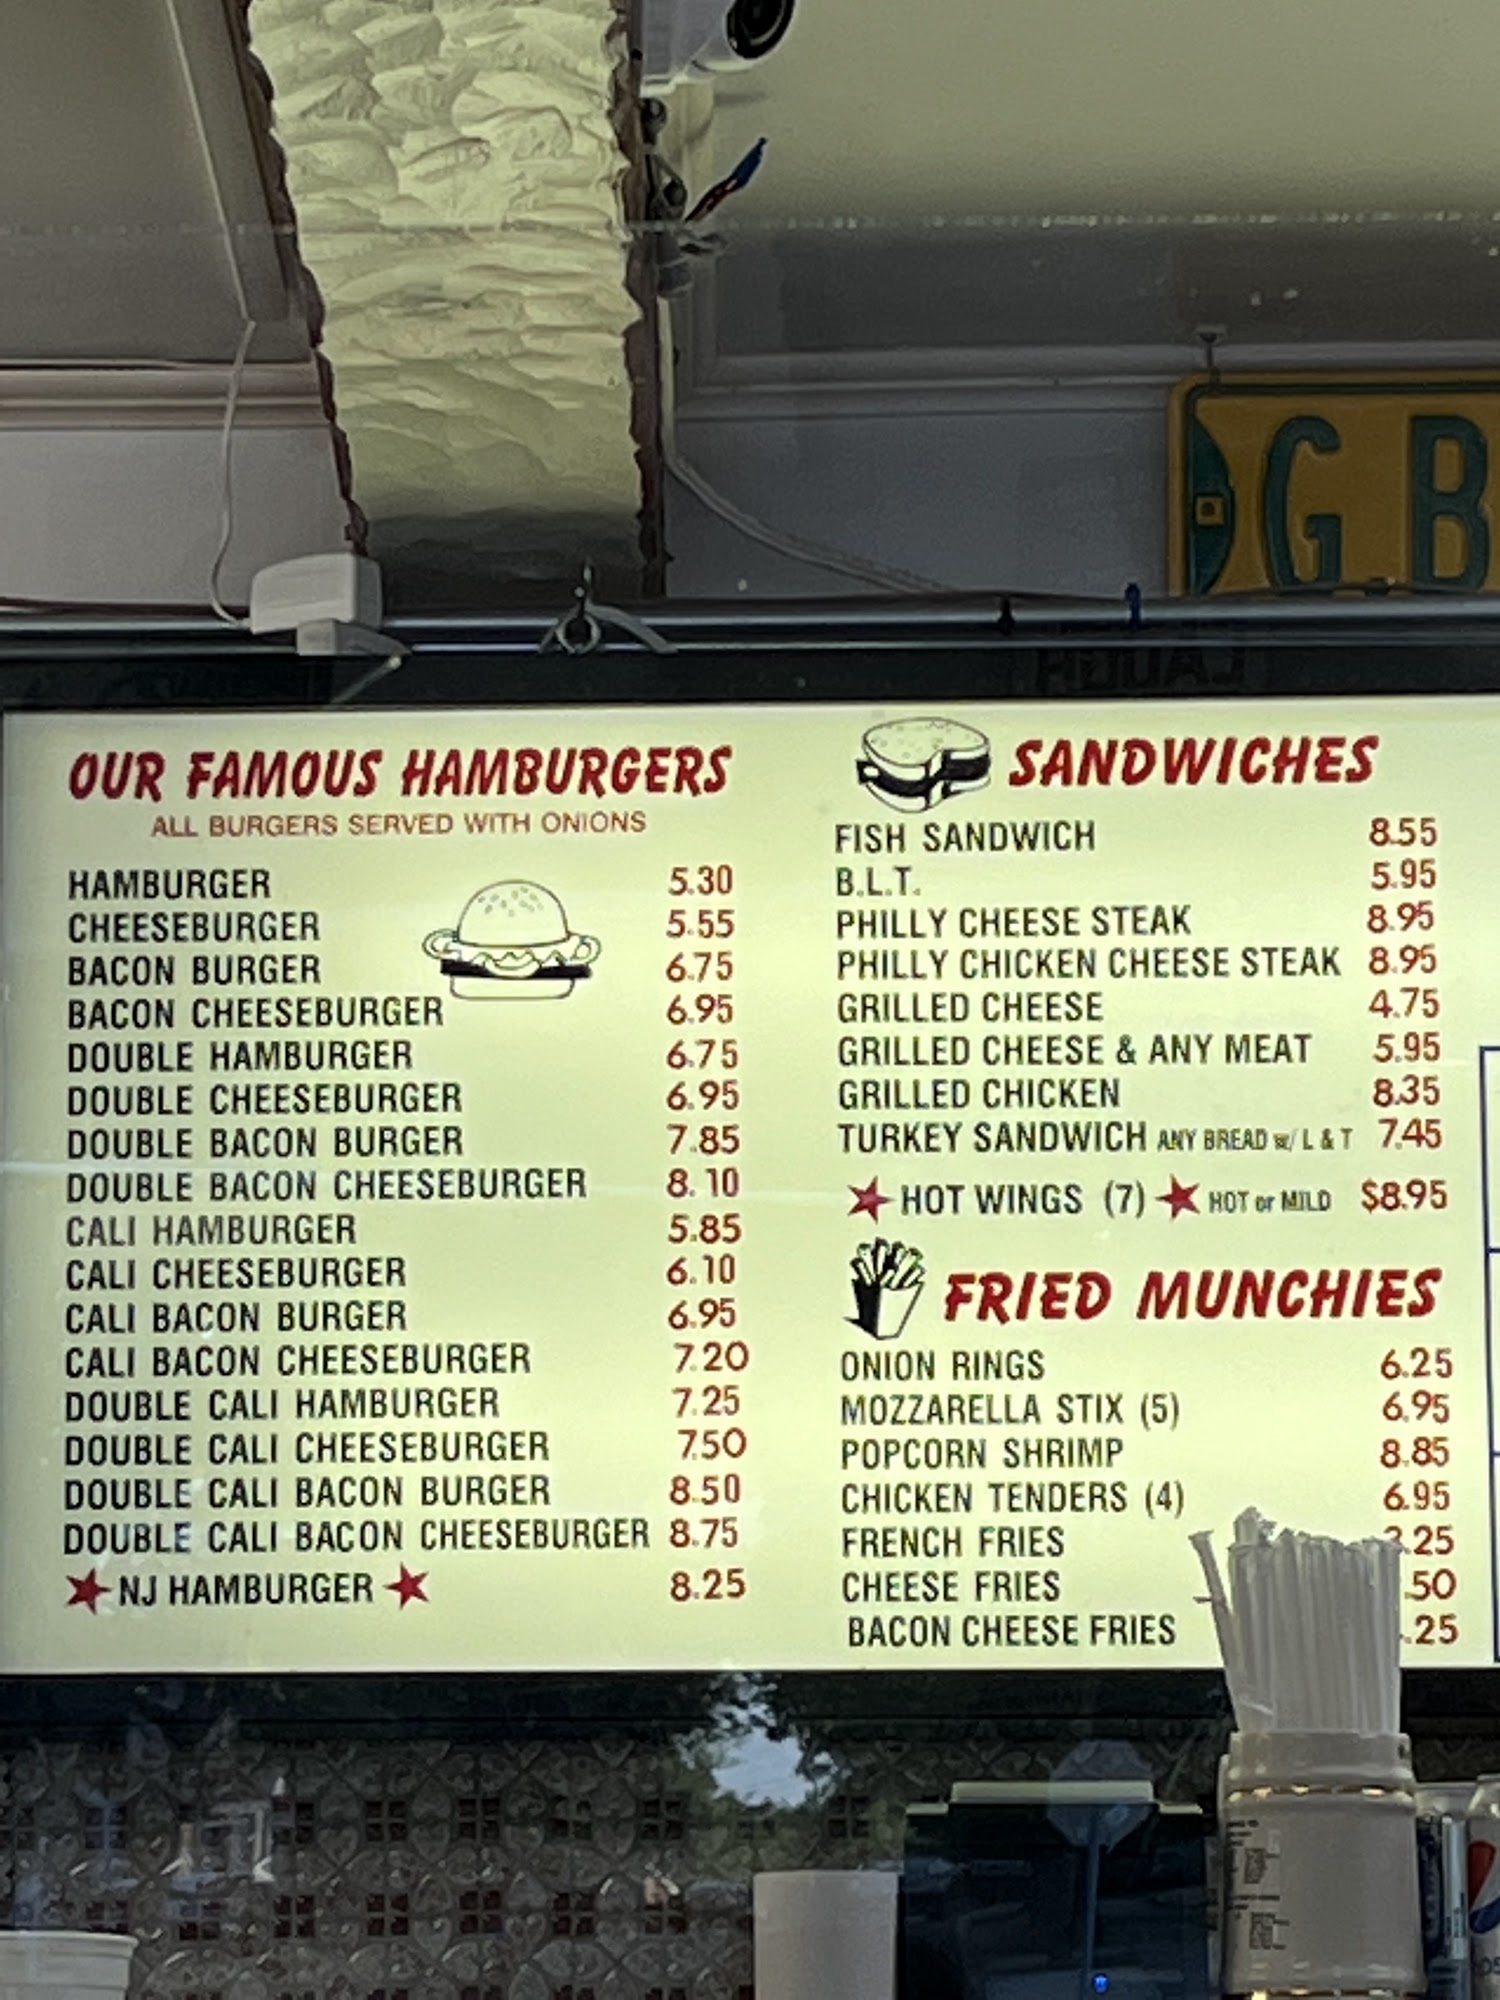 G.B
OUR FAMOUS HAMBURGERS
ALL BURGERS SERVED WITH ONIONS
HAMBURGER 5.30
CHEESEBURGER 5.55
BACON BURGER 6.75
BACON CHEESEBURGER 6.95
DOUBLE HAMBURGER 6.75
DOUBLE CHEESEBURGER 6.95
DOUBLE BACON BURGER 7.85
DOUBLE BACON CHEESEBURGER 8.10
CALI HAMBURGER 5.85
CALI CHEESEBURGER 6.10
CALI BACON BURGER 6.95
CALI BACON CHEESEBURGER 7.20
DOUBLE CALI HAMBURGER 7.25
DOUBLE CALI CHEESEBURGER 7.50
DOUBLE CALI BACON BURGER 8.50
DOUBLE CALI BACON CHEESEBURGER 8.75
★ NJ HAMBURGER ★ 8.25
SANDWICHES
FISH SANDWICH 8.55
B.L.T. 5.95
PHILLY CHEESE STEAK 8.95
PHILLY CHICKEN CHEESE STEAK 8.95
GRILLED CHEESE 4.75
GRILLED CHEESE & ANY MEAT 5.95
GRILLED CHICKEN 8.35
TURKEY SANDWICH ANY BREAD w/ L & T 7.45
★ HOT WINGS (7) ★ HOT or MILD $8.95
FRIED MUNCHIES
ONION RINGS 6.25
MOZZARELLA STIX (5) 6.95
POPCORN SHRIMP 8.85
CHICKEN TENDERS (4) 6.95
FRENCH FRIES .25
CHEESE FRIES .50
BACON CHEESE FRIES .25